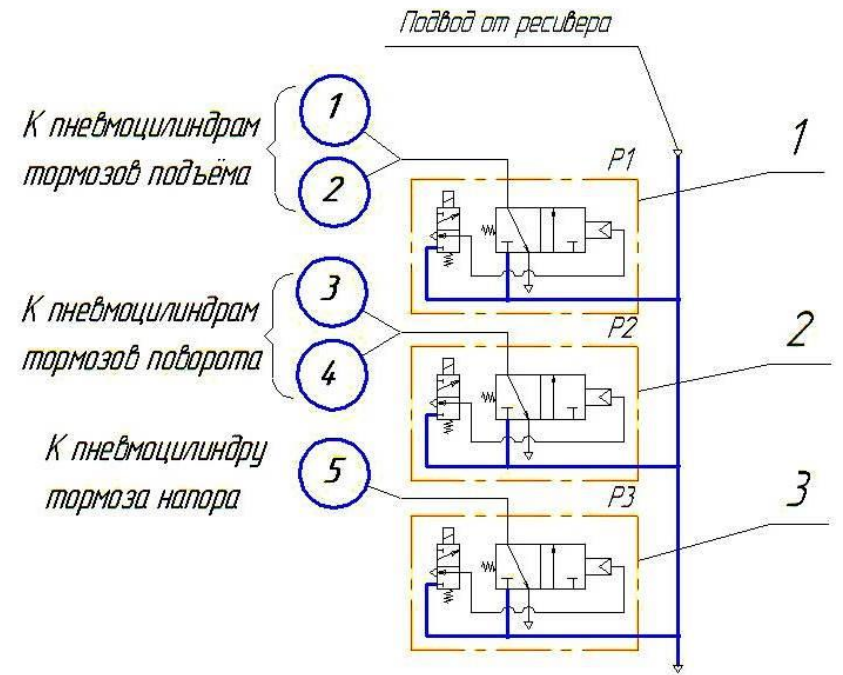 Подвод от ресивера
1
К пневмоцилиндрам
тормозов подъёма
2
P1
1
3
К пневмоцилиндрам
тормозов поворота
4
P2
2
К пневмоцилиндру
тормоза напора
5
P3
3